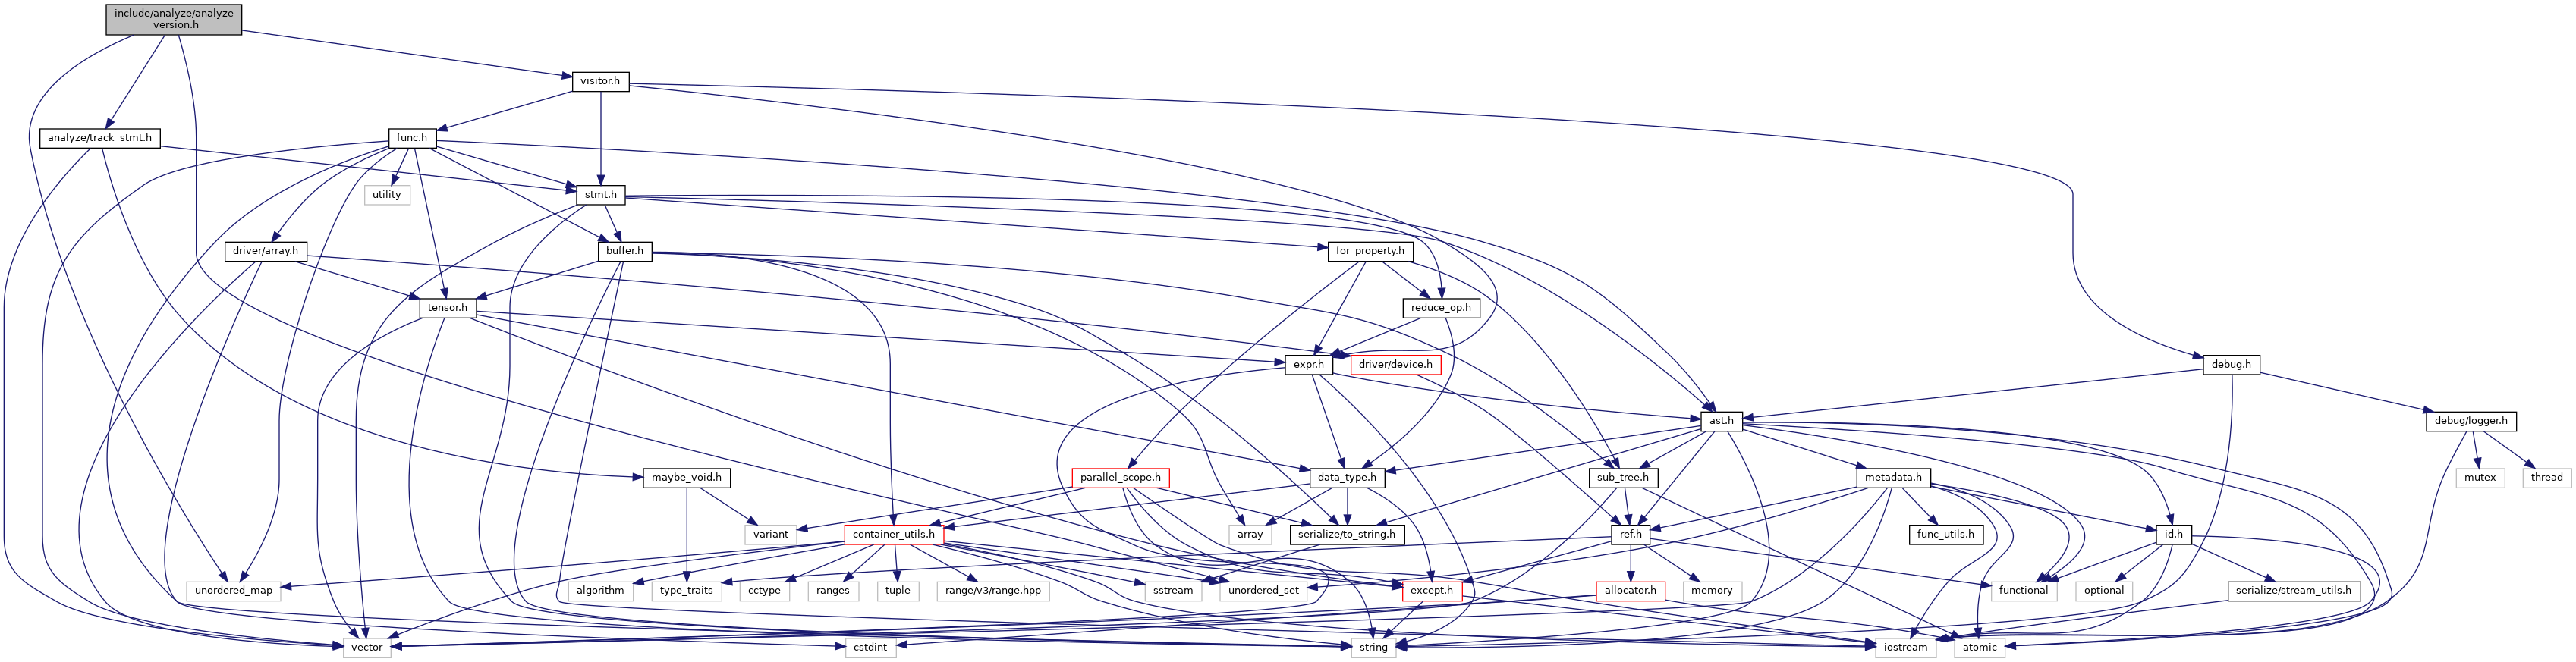 include/analyze/analyze
_version.h
visitor.h
analyze/track_stmt.h
func.h
utility
stmt.h
driver/array.h
buffer.h
for_property.h
tensor.h
reduce_op.h
expr.h
driver/device.h
debug.h
ast.h
debug/logger.h
maybe_void.h
parallel_scope.h
data_type.h
sub_tree.h
metadata.h
mutex
thread
variant
container_utils.h
array
serialize/to_string.h
ref.h
func_utils.h
id.h
unordered_map
algorithm
type_traits
cctype
ranges
tuple
range/v3/range.hpp
sstream
unordered_set
except.h
allocator.h
memory
functional
optional
serialize/stream_utils.h
vector
cstdint
string
iostream
atomic